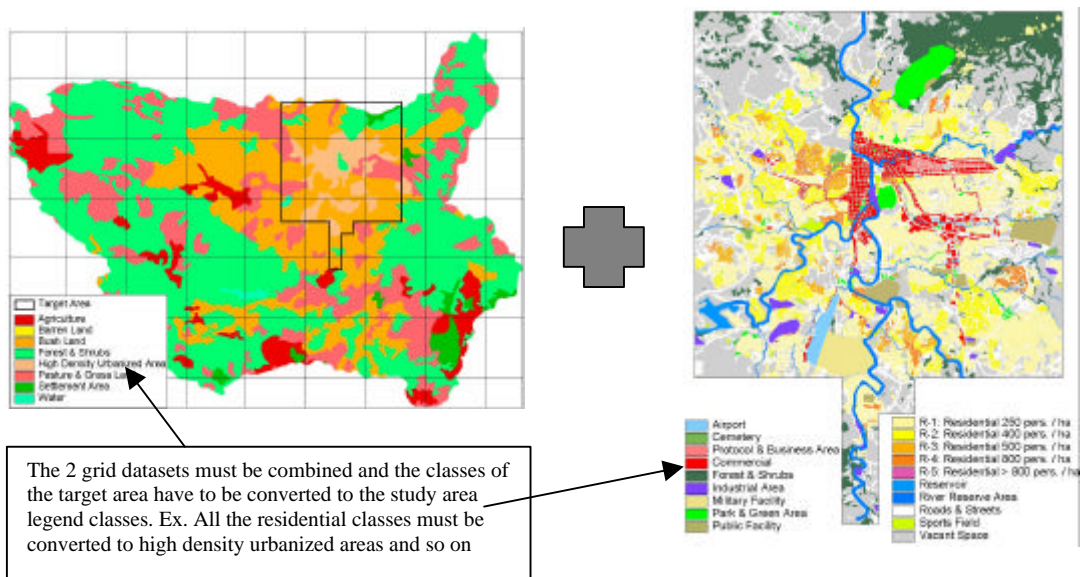 Target Area
Agriculture
Barren Land
Bush Land
Forest & Shrubs
High Density Urbanized Area
Pasture & Grass La
Settlement Area
Water
The 2 grid datasets must be combined and the classes of
the target area have to be converted to the study area
legend classes. Ex. All the residential classes must be
converted to high density urbanized areas and so on
Airport
Cemetery
Protocol & Business Area
Commercial
Forest & Shrubs
Industrial Area
Military Facility
Park & Green Area
Public Facility
R-1: Residential 250 pers. / ha
R-2: Residential 400 pers. / ha
R-3: Residential 500 pers. / ha
R-4: Residential 800 pers. / ha
R-5: Residential > 800 pers. / ha
Reservoir
River Reserve Area
Roads & Streets
Sports Field
Vacant Space